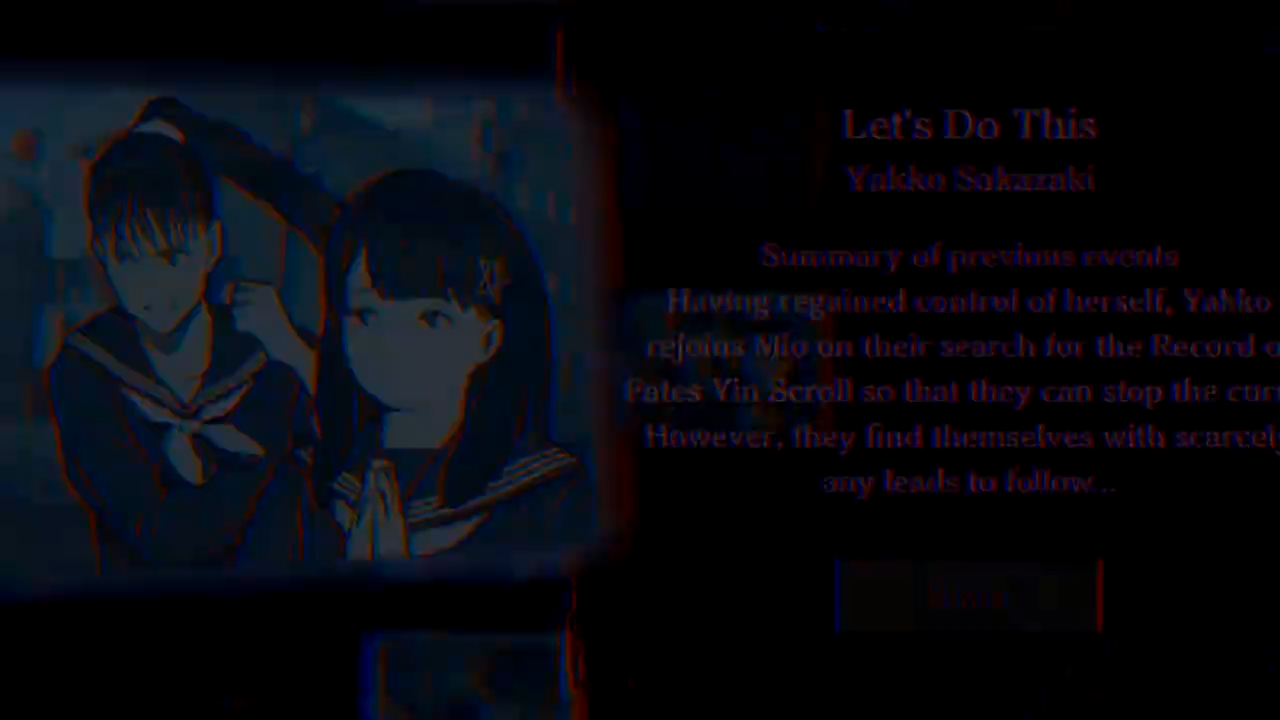 Let's Do This
Yakko Sakazaki
Summary of previous events
Having regained control of herself, Yakko
rejoins Mio on their search for the Record o
Fates Yin Scroll so that they can stop the cur
However, they find themselves with scarcel
any leads to follow...